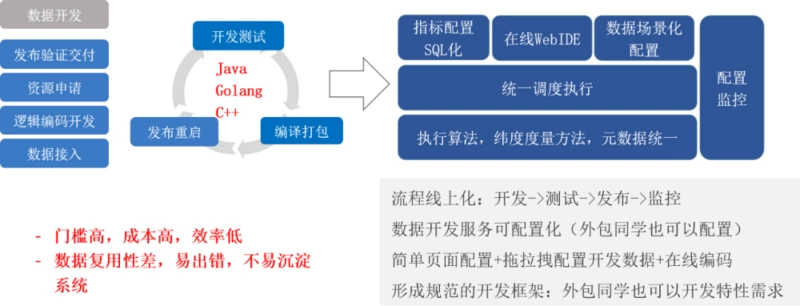 数据开发
发布验证交付
资源申请
逻辑编码开发
数据接入
开发测试
Java
Golang
C++
发布重启
编译打包
- 门槛高，成本高，效率低
- 数据复用性差，易出错，不易沉淀
系统
指标配置
SQL化
在线WebIDE
数据场景化
配置
统一调度执行
执行算法，纬度度量方法，元数据统一
配置
监控
流程线上化：开发->测试->发布->监控
数据开发服务可配置化（外包同学也可以配置）
简单页面配置+拖拉拽配置开发数据+在线编码
形成规范的开发框架：外包同学也可以开发特性需求